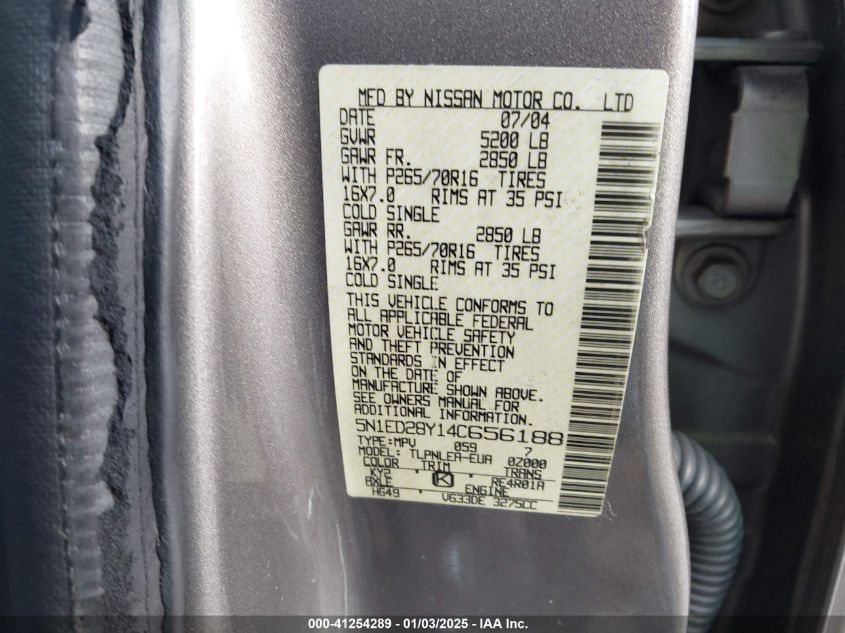 MFD BY NISSAN MOTOR CO. LTD
DATE 07/04
GVWR 5200 LB
GAWR FR. 2850 LB
WITH P265/70R16 TIRES
16X7.0 RIMS AT 35 PSI
COLD SINGLE
GAWR RR. 2850 LB
WITH P265/70R16 TIRES
16X7.0 RIMS AT 35 PSI
COLD SINGLE
THIS VEHICLE CONFORMS TO
ALL APPLICABLE FEDERAL
MOTOR VEHICLE SAFETY
AND THEFT PREVENTION
STANDARDS IN EFFECT
ON THE DATE OF
MANUFACTURE SHOWN ABOVE.
SEE OWNERS MANUAL FOR
ADDITIONAL INFORMATION.
5N1ED28Y14C656188
TYPE: MPV 059 7
MODEL: TLPNLEA-EUA 0Z000
COLOR TRIM TRANS
KY2 K RE4R01A
AXLE ENGINE
HG49 VG33DE 3275CC
000-41254289 - 01/03/2025 - IAA Inc.